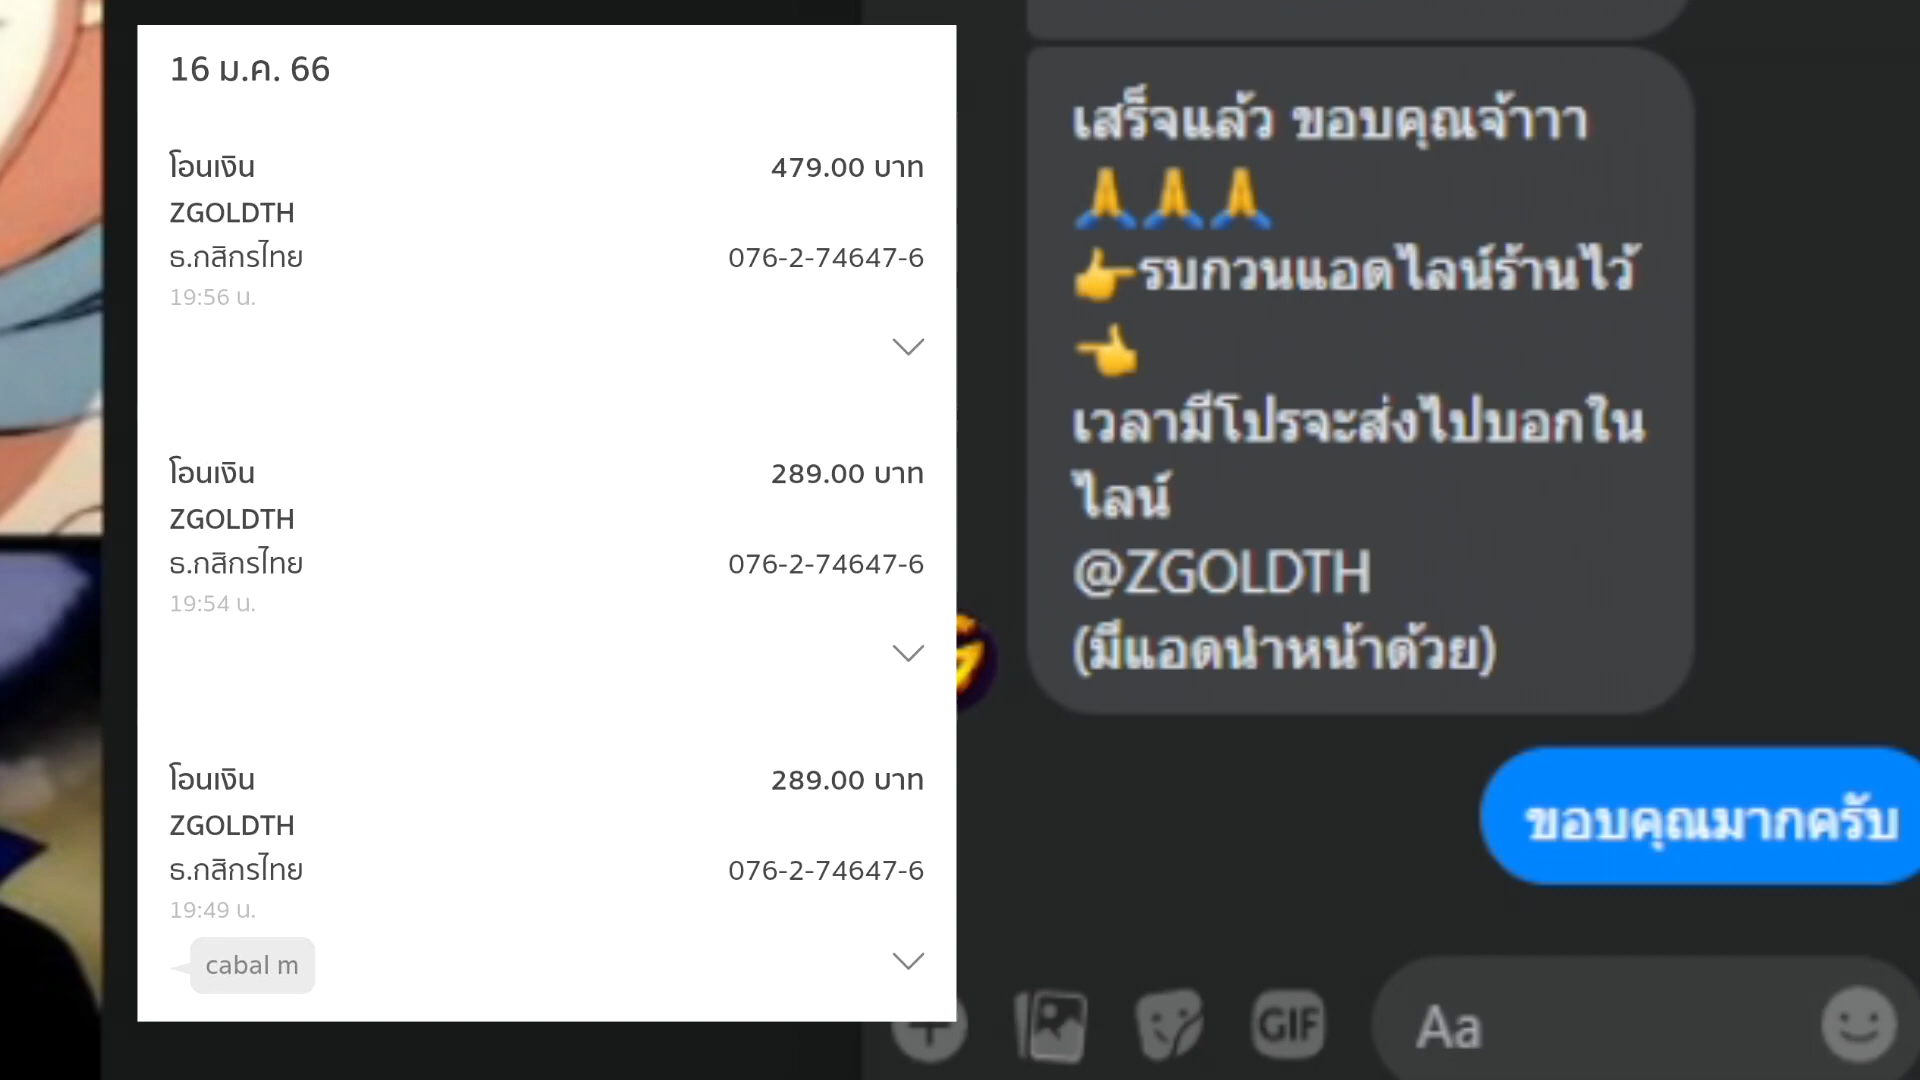 16 ม.ค. 66
โอนเงิน 479.00 บาท
ZGOLDTH
ธ.กสิกรไทย 076-2-74647-6
19:56 น.
โอนเงิน 289.00 บาท
ZGOLDTH
ธ.กสิกรไทย 076-2-74647-6
19:54 น.
โอนเงิน 289.00 บาท
ZGOLDTH
ธ.กสิกรไทย 076-2-74647-6
19:49 น.
cabal m
เสร็จแล้ว ขอบคุณจ้าาา
🙏🙏🙏
👉รบกวนแอดไลน์ร้านไว้
👈
เวลามีโปรจะส่งไปบอกใน
ไลน์
@ZGOLDTH
(มีแอดนำหน้าด้วย)
ขอบคุณมากครับ
GIF
Aa